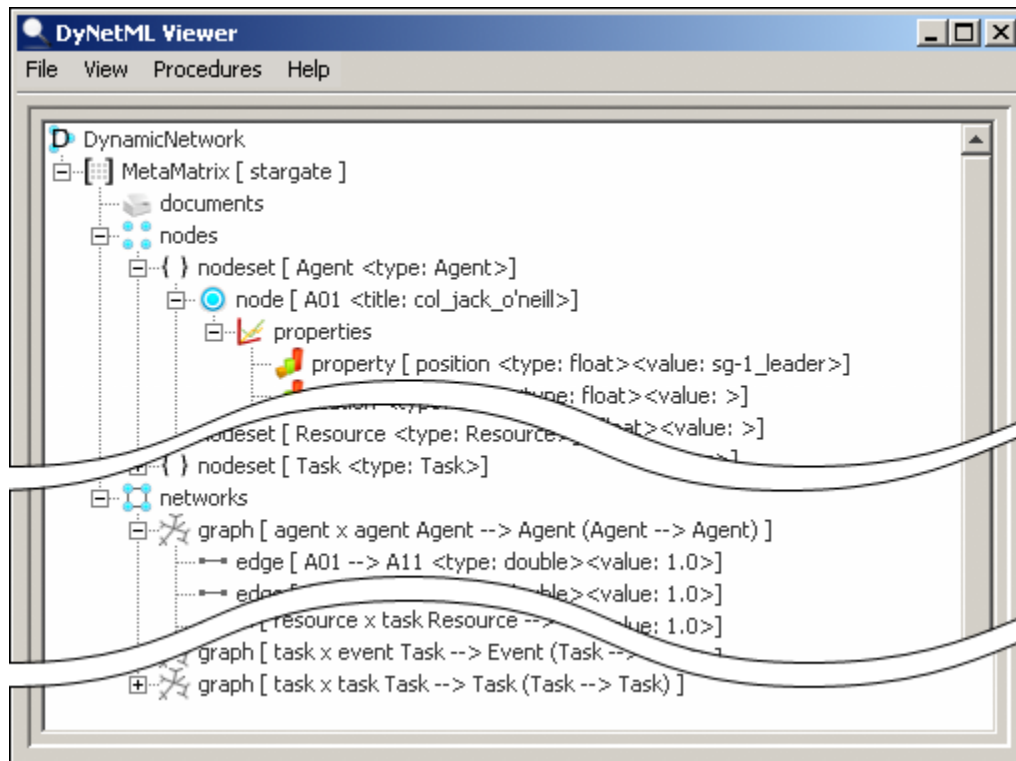 DyNetML Viewer
File View Procedures Help
DynamicNetwork
MetaMatrix [ stargate ]
documents
nodes
nodeset [ Agent <type: Agent>]
node [ A01 <title: col_jack_o'neill>]
properties
property [ position <type: float><value: sg-1_leader>]
float><value: >]
nodeset [ Resource <type: Resource> ><value: >]
nodeset [ Task <type: Task>]
networks
graph [ agent x agent Agent --> Agent (Agent --> Agent) ]
edge [ A01 --> A11 <type: double><value: 1.0>]
edge ><value: 1.0>]
resource x task Resource --> 1.0>]
graph [ task x event Task --> Event (Task -->
graph [ task x task Task --> Task (Task --> Task) ]